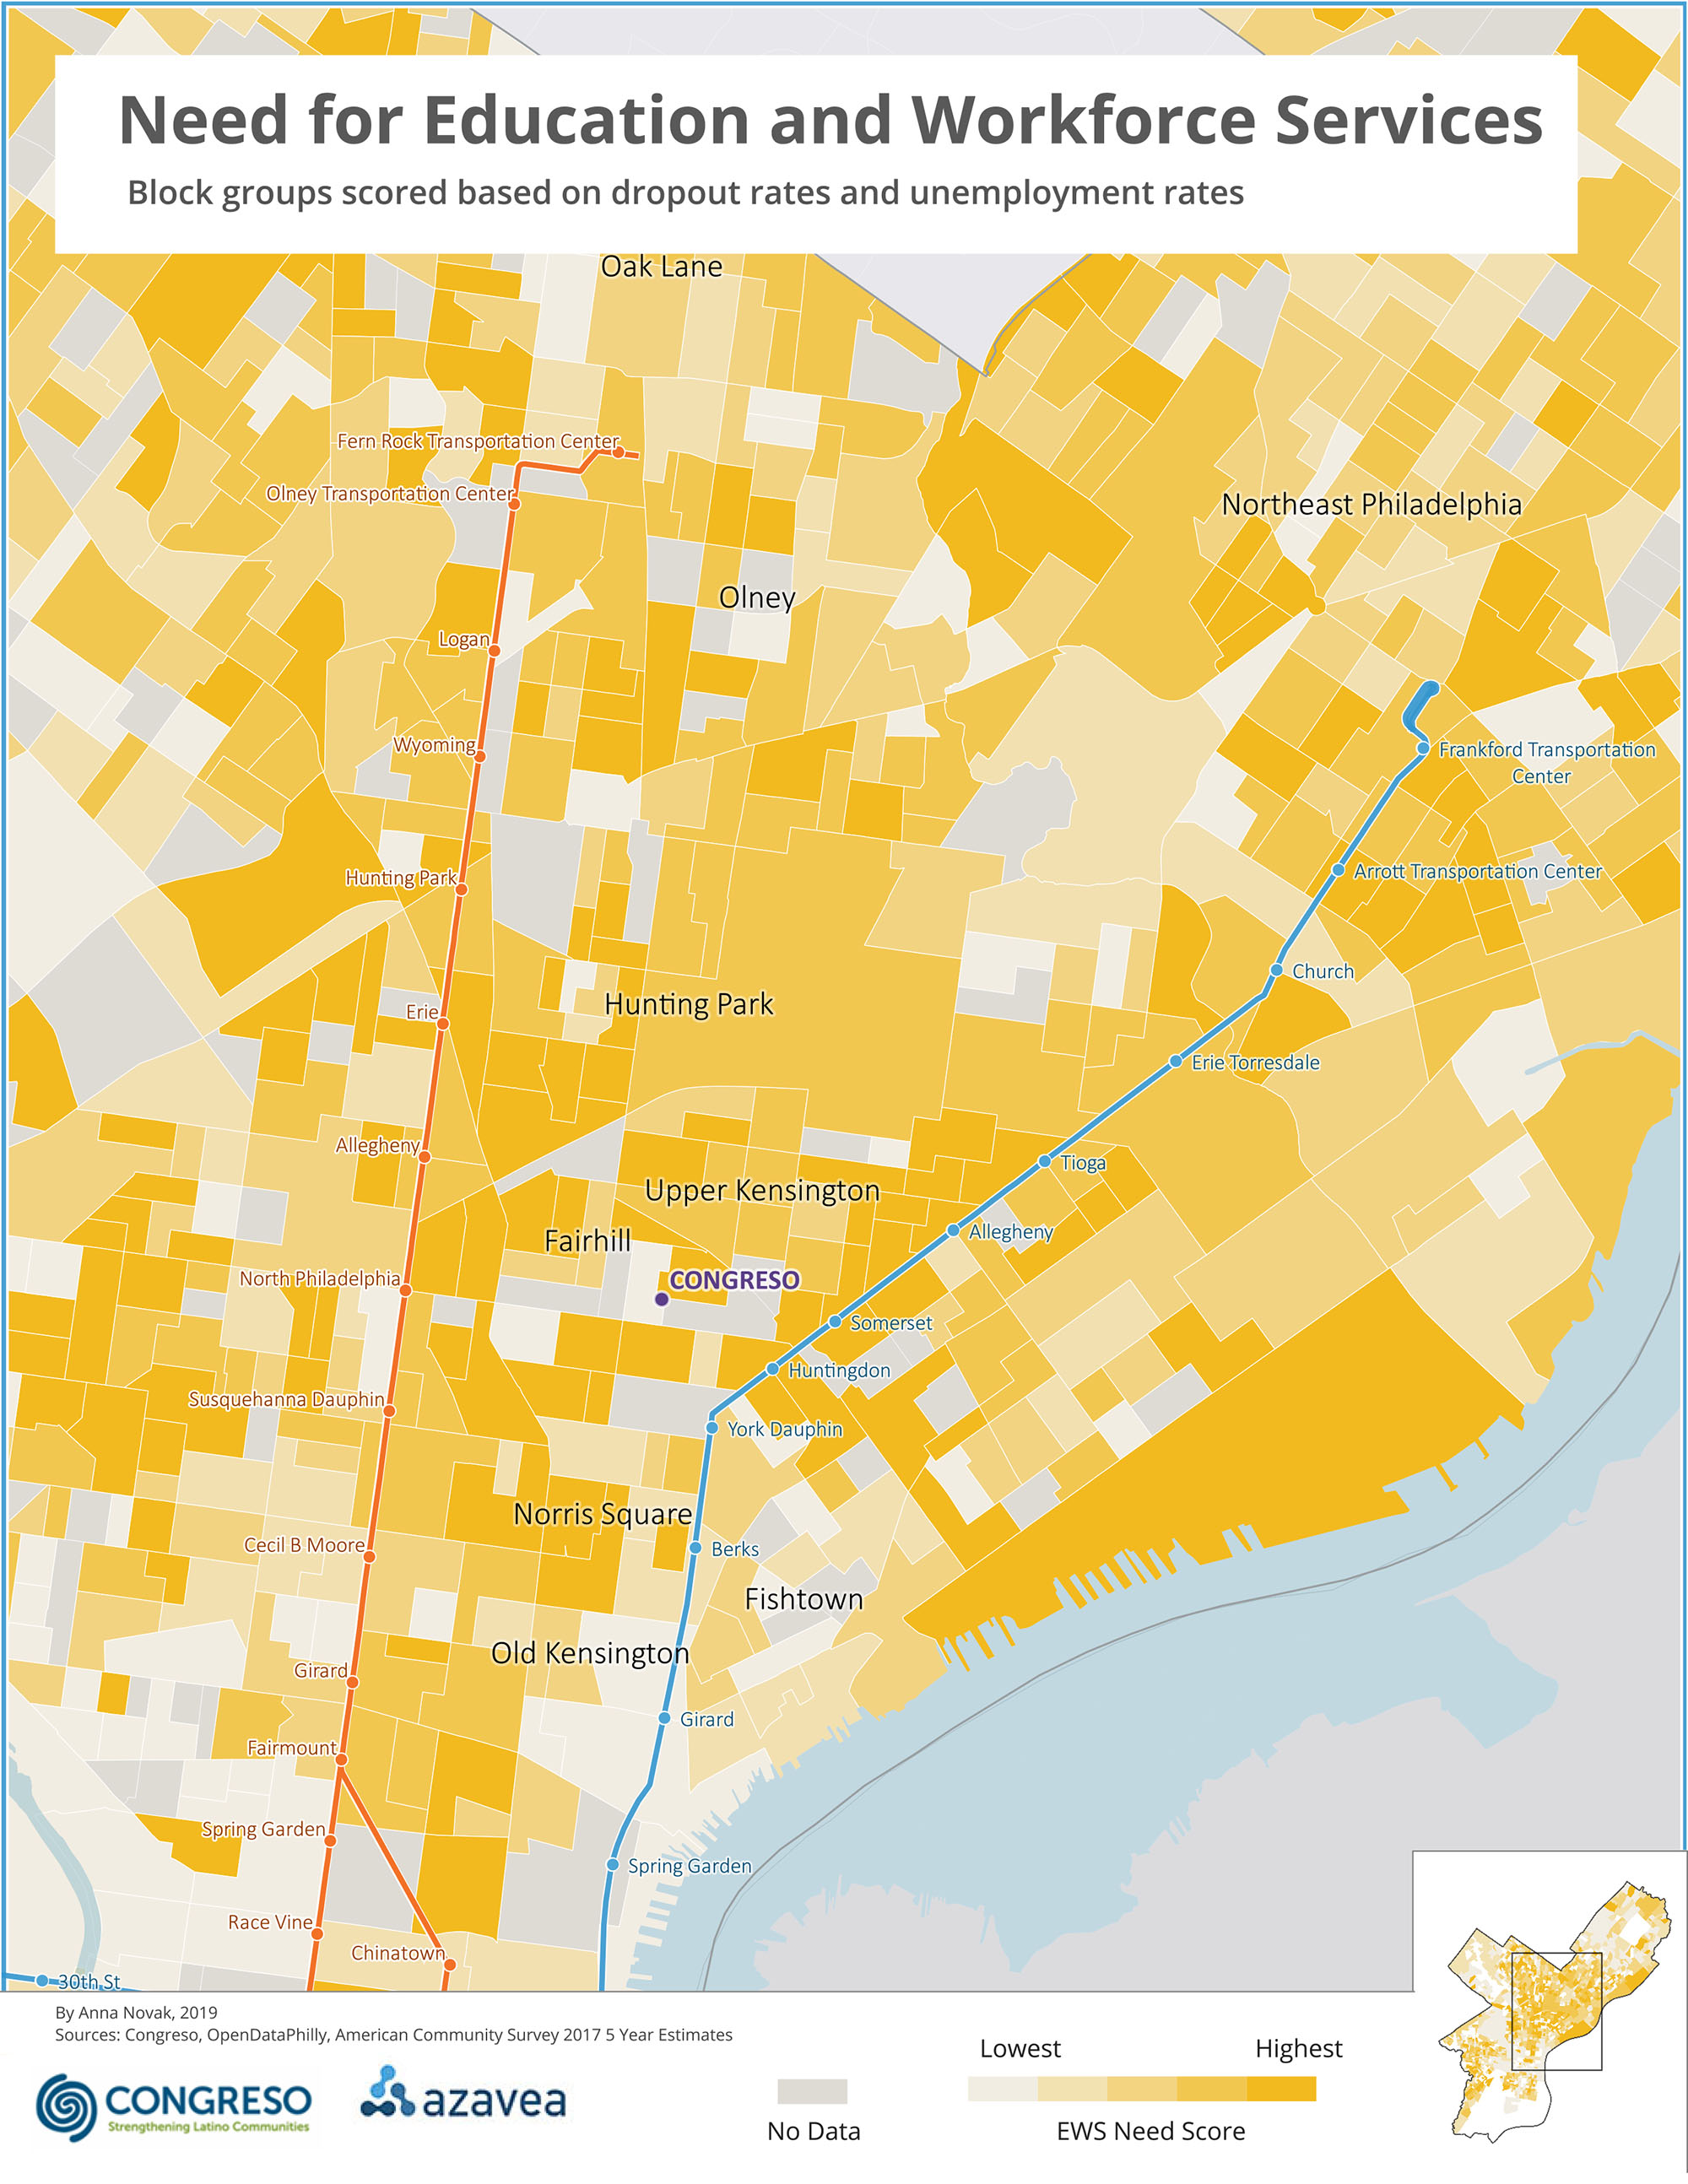 Need for Education and Workforce Services
Block groups scored based on dropout rates and unemployment rates
Oak Lane
Fern Rock Transportation Center
Olney Transportation Center
Northeast Philadelphia
Olney
Logan
Wyoming
Frankford Transportation
Center
Hunting Park
Arrott Transportation Center
Church
Hunting Park
Erie
Erie Torresdale
Allegheny
Tioga
Upper Kensington
Allegheny
Fairhill
North Philadelphia
CONGRESO
Somerset
Huntingdon
Susquehanna Dauphin
York Dauphin
Norris Square
Cecil B Moore
Berks
Fishtown
Old Kensington
Girard
Girard
Fairmount
Spring Garden
Spring Garden
Race Vine
Chinatown
30th St
By Anna Novak, 2019
Sources: Congreso, OpenDataPhilly, American Community Survey 2017 5 Year Estimates
CONGRESO
Strengthening Latino Communities
azavea
No Data
Lowest
Highest
EWS Need Score